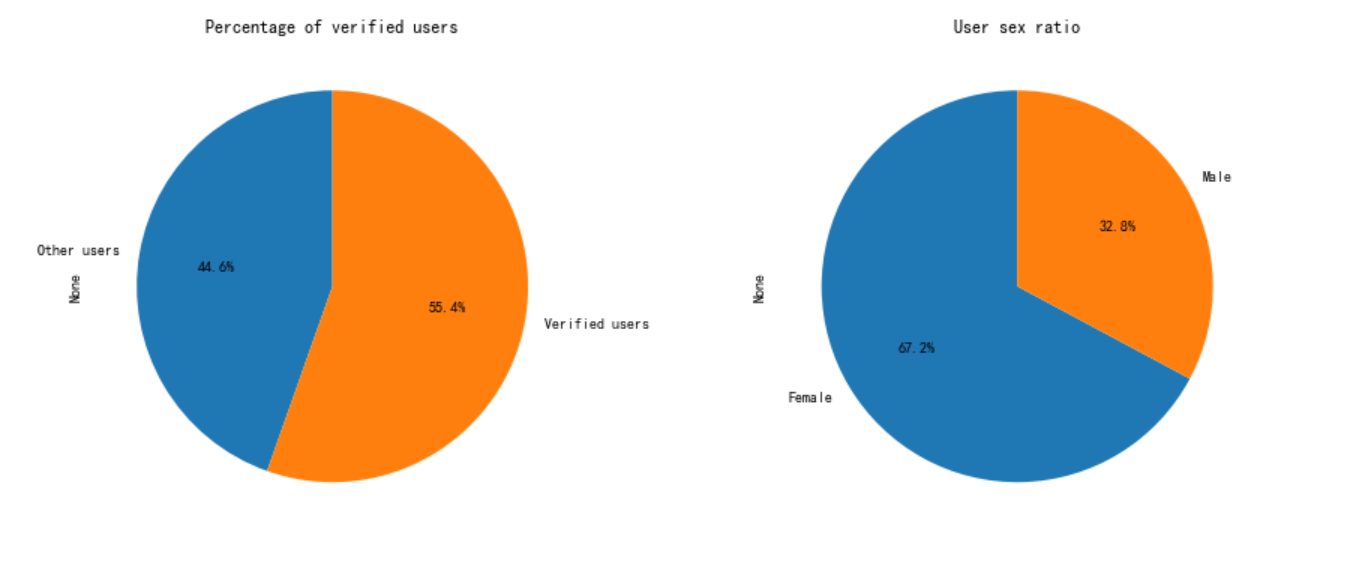 Percentage of verified users
Other users
None
44.6%
55.4%
Verified users
User sex ratio
Male
32.8%
None
67.2%
Female